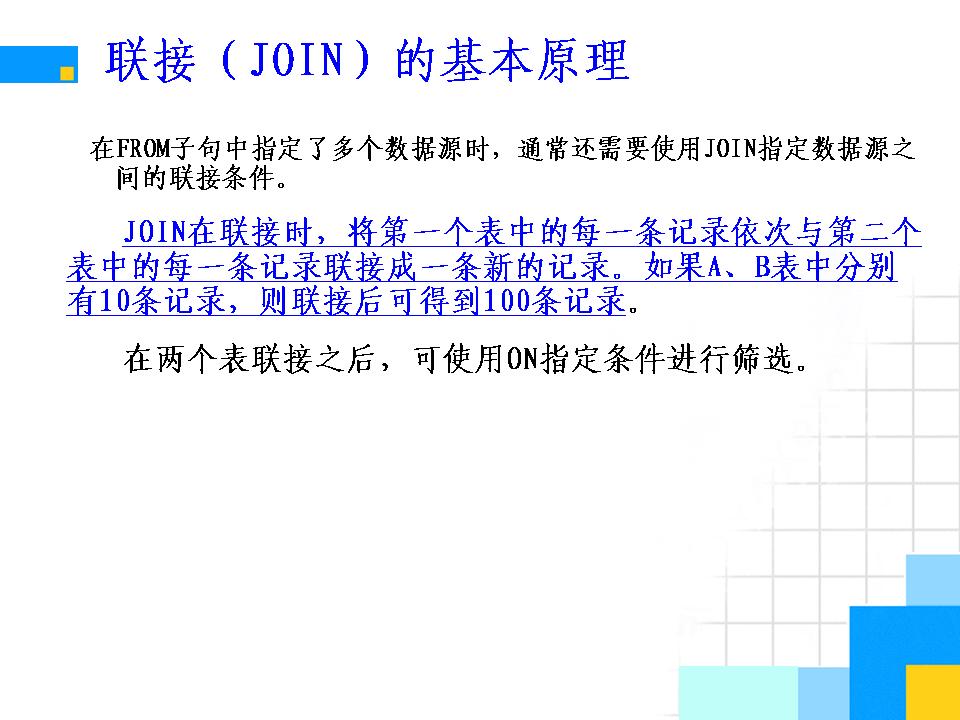 联接（JOIN）的基本原理
在FROM子句中指定了多个数据源时，通常还需要使用JOIN指定数据源之
间的联接条件。
JOIN在联接时，将第一个表中的每一条记录依次与第二个
表中的每一条记录联接成一条新的记录。如果A、B表中分别
有10条记录，则联接后可得到100条记录。
在两个表联接之后，可使用ON指定条件进行筛选。